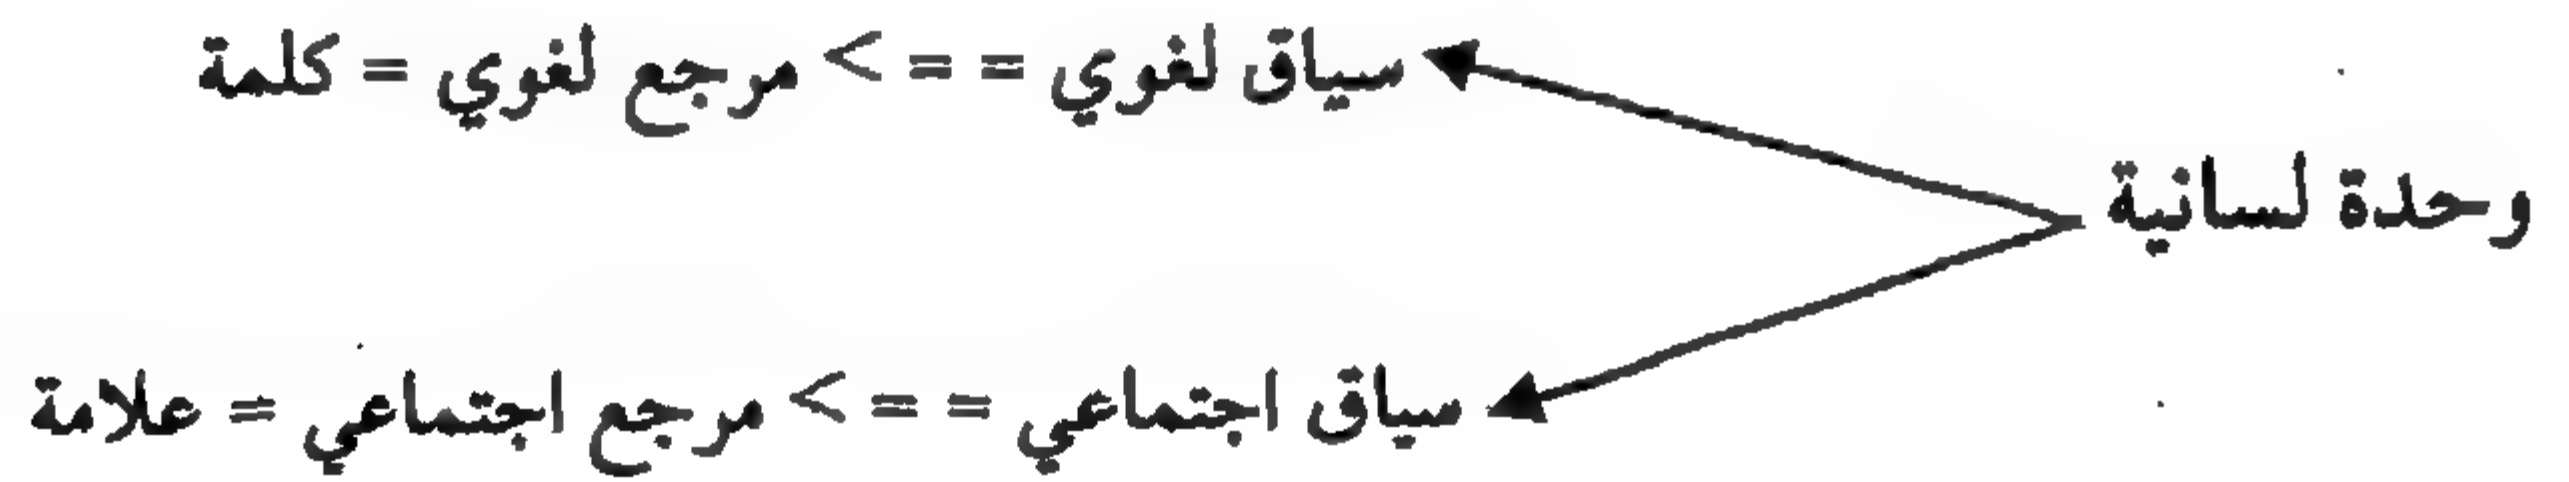 سياق لغوي = = > مرجع لغوي = كلمة
وحدة لسانية
سياق اجتماعي = = > مرجع اجتماعي = علامة